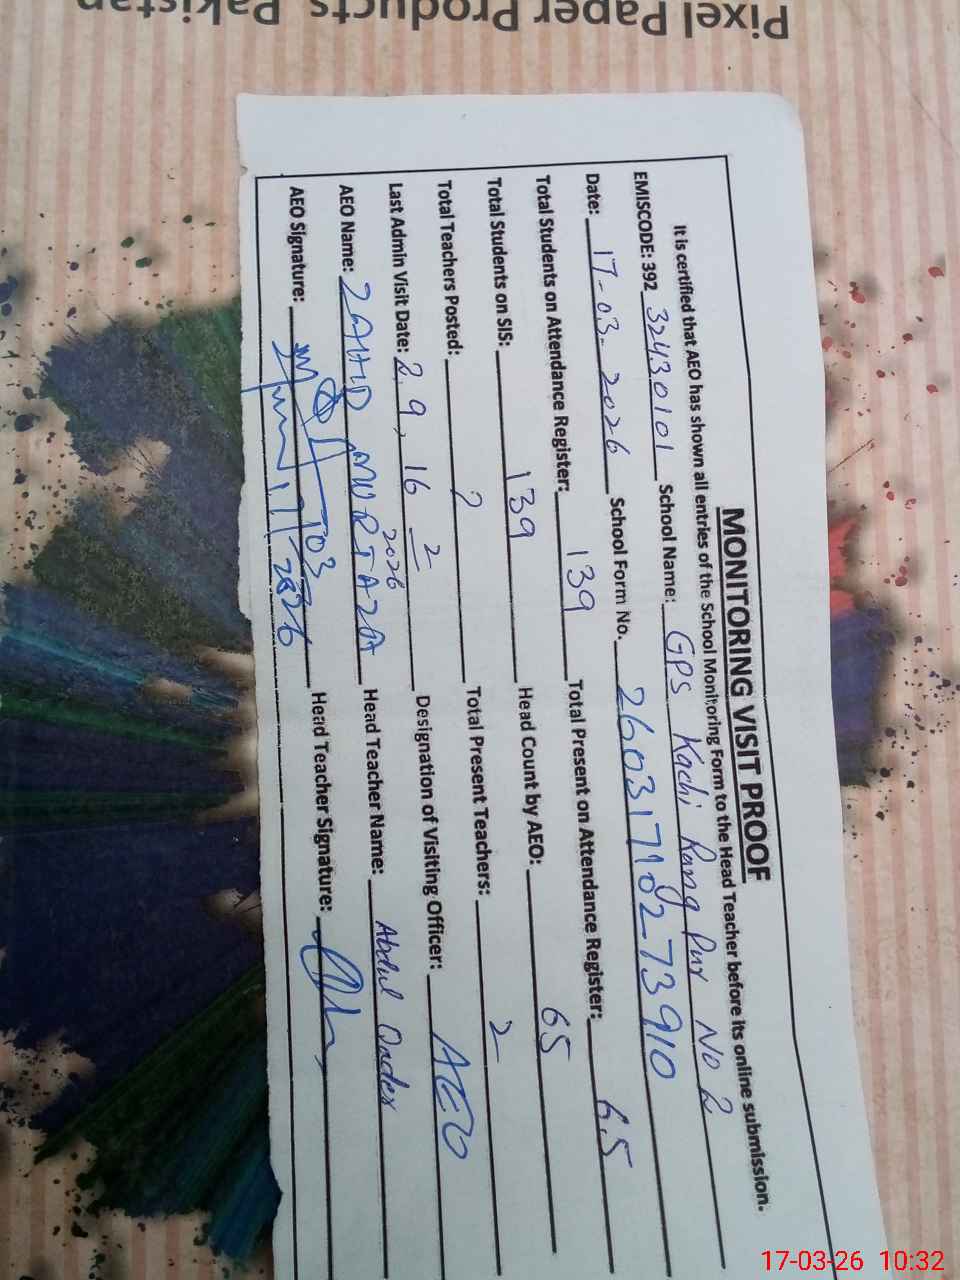 Pixel Paper Products Pakistan
MONITORING VISIT PROOF
It is certified that AEO has shown all entries of the School Monitoring Form to the Head Teacher before its online submission.
EMISCODE: 392 32430101 School Name: GPS Kachi Rang Pur No 2
Date: 17-03-2026 School Form No. 26031710273910
Total Students on Attendance Register: 139 Total Present on Attendance Register: 65
Total Students on SIS: 139 Head Count by AEO: 65
Total Teachers Posted: 2 Total Present Teachers: 2
Last Admin Visit Date: 2, 9, 16 2 2026 Designation of Visiting Officer: AEO
AEO Name: ZAHID MURTAZA Head Teacher Name: Abdul Qader
AEO Signature: 17/03 2026 Head Teacher Signature:
17-03-26 10:32